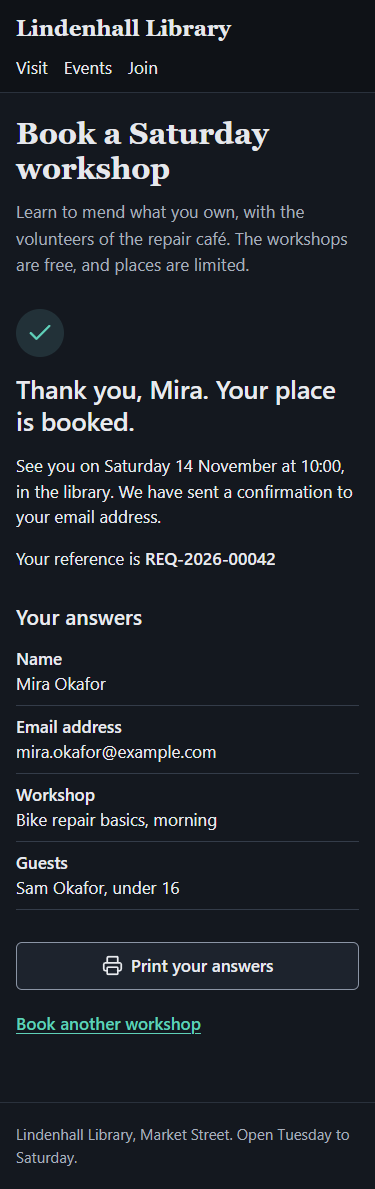 Lindenhall Library
Visit Events Join
Book a Saturday
workshop
Learn to mend what you own, with the
volunteers of the repair café. The workshops
are free, and places are limited.
Thank you, Mira. Your place
is booked.
See you on Saturday 14 November at 10:00,
in the library. We have sent a confirmation to
your email address.
Your reference is REQ-2026-00042
Your answers
Name
Mira Okafor
Email address
mira.okafor@example.com
Workshop
Bike repair basics, morning
Guests
Sam Okafor, under 16
Print your answers
Book another workshop
Lindenhall Library, Market Street. Open Tuesday to
Saturday.